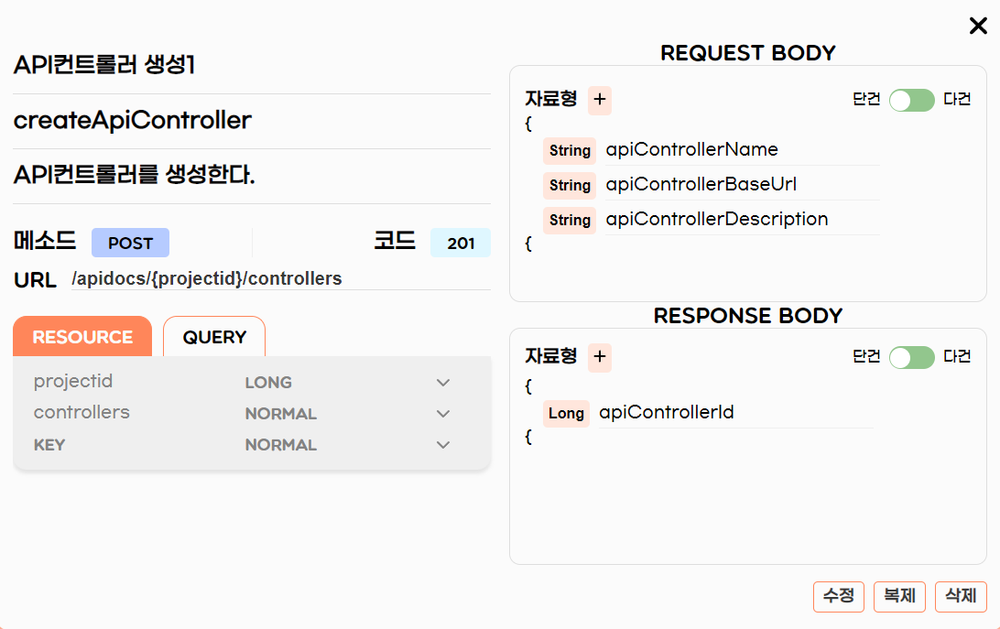 API컨트롤러 생성1
createApiController
API컨트롤러를 생성한다.
메소드 POST 코드 201
URL /apidocs/{projectid}/controllers
RESOURCE QUERY
projectid LONG
controllers NORMAL
KEY NORMAL
REQUEST BODY
자료형 + 단건 다건
{
String apiControllerName
String apiControllerBaseUrl
String apiControllerDescription
{
RESPONSE BODY
자료형 + 단건 다건
{
Long apiControllerId
{
수정 복제 삭제